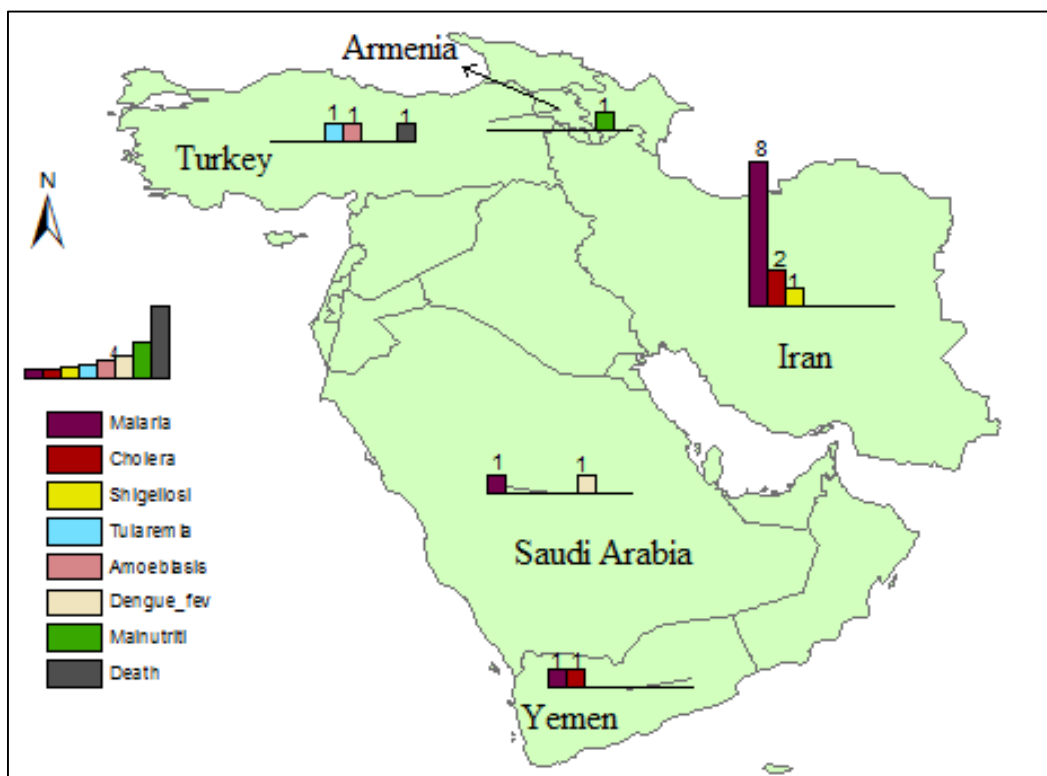 Armenia
1 1 1
1
Turkey
8
2
1
N
Iran
4
Malaria
Cholera
Shigellosi
Tularemia
Amoebiasis
Dengue_fev
Malnutriti
Death
1 1
Saudi Arabia
1 1
Yemen